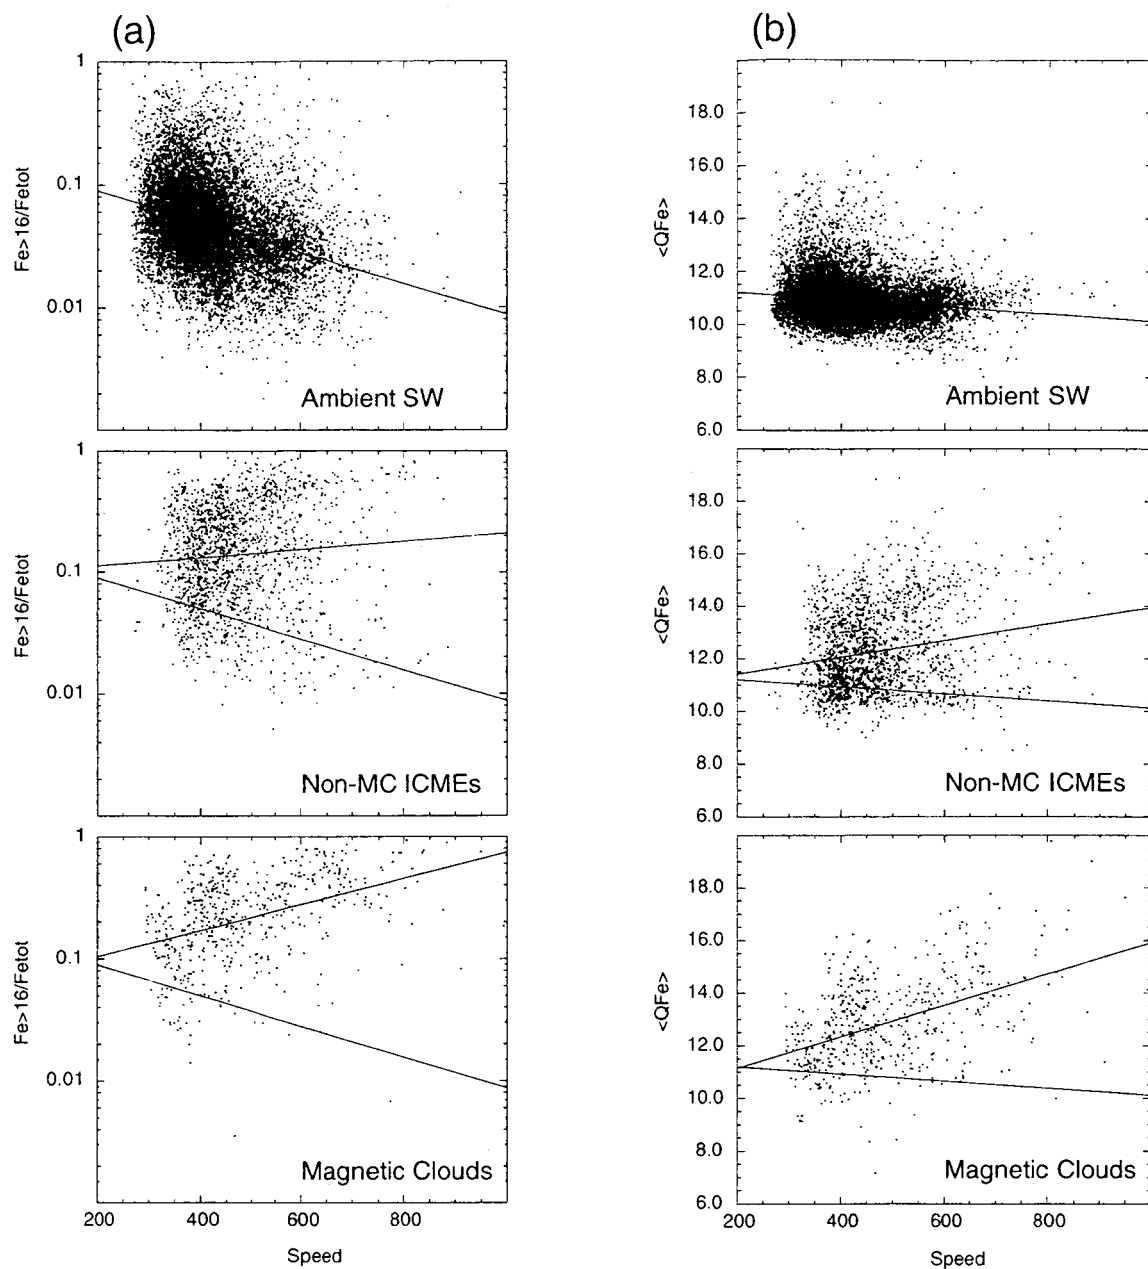 (a)
1
0.1
0.01
Fe>16/Fetot
Ambient SW
1
0.1
0.01
Fe>16/Fetot
Non-MC ICMEs
1
0.1
0.01
Fe>16/Fetot
Magnetic Clouds
200 400 600 800
Speed
(b)
18.0
16.0
14.0
12.0
10.0
8.0
6.0
<QFe>
Ambient SW
18.0
16.0
14.0
12.0
10.0
8.0
6.0
<QFe>
Non-MC ICMEs
18.0
16.0
14.0
12.0
10.0
8.0
6.0
<QFe>
Magnetic Clouds
200 400 600 800
Speed